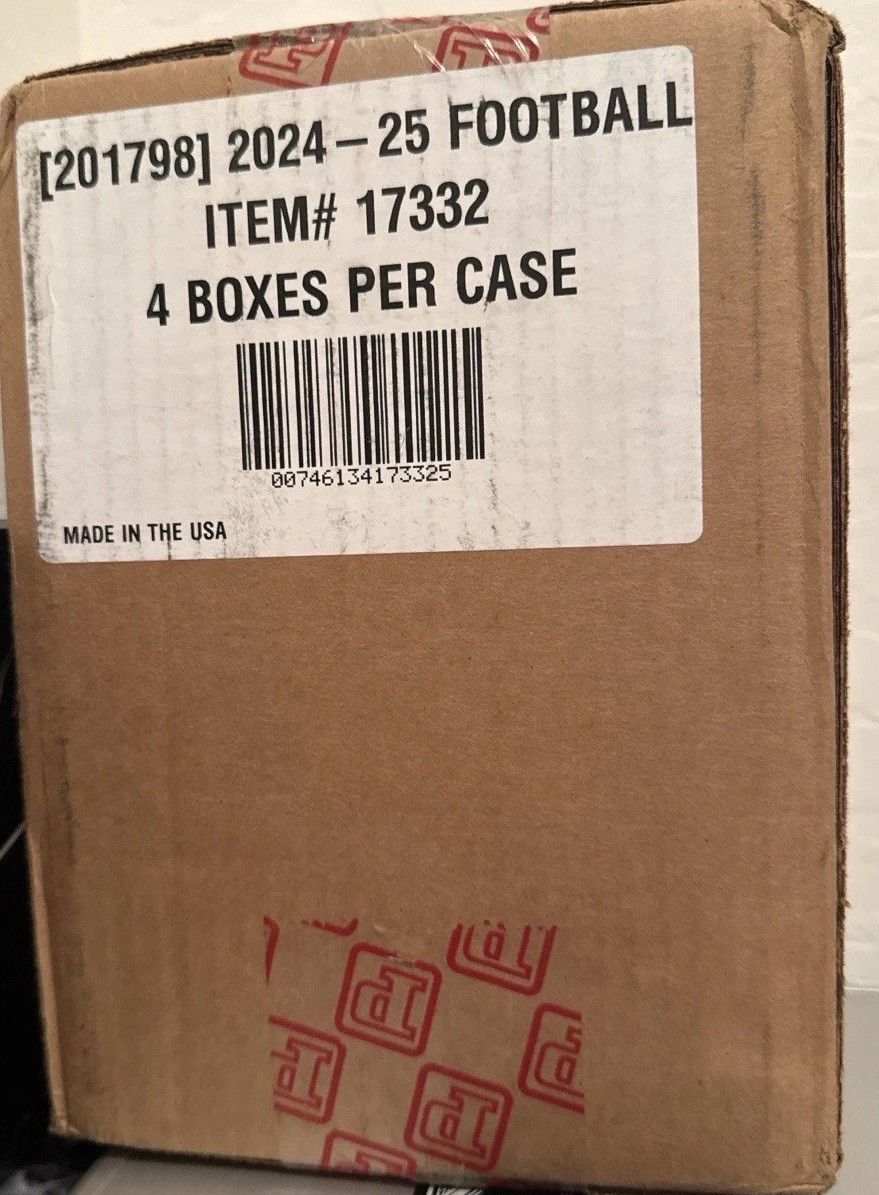 [201798] 2024 – 25 FOOTBALL
ITEM# 17332
4 BOXES PER CASE
00746134173325
MADE IN THE USA